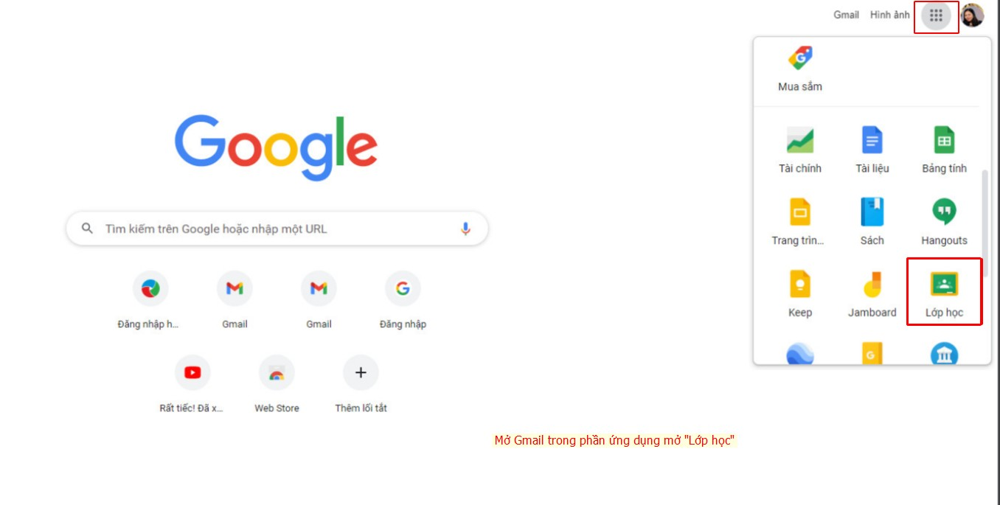 Gmail Hình ảnh
Mua sắm
Google
Tài chính Tài liệu Bảng tính
Tìm kiếm trên Google hoặc nhập một URL
Trang trìn... Sách Hangouts
Keep Jamboard Lớp học
Đăng nhập h... Gmail Gmail Đăng nhập
Rất tiếc! Đã x... Web Store Thêm lối tắt
Mở Gmail trong phần ứng dụng mở "Lớp học"